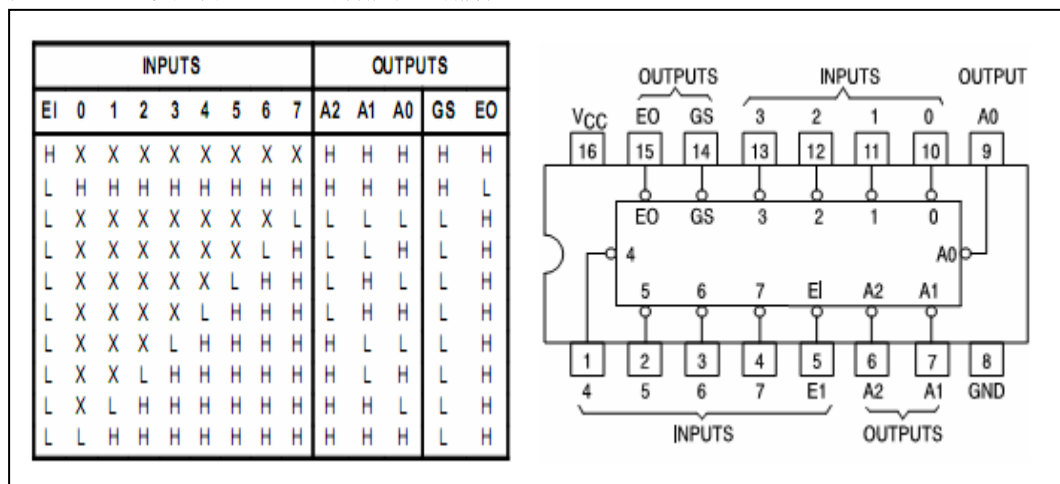 INPUTS OUTPUTS
EI 0 1 2 3 4 5 6 7 A2 A1 A0 GS EO
H X X X X X X X X H H H H H
L H H H H H H H H H H H H L
L X X X X X X X L L L L L H
L X X X X X X L H L L H L H
L X X X X X L H H L H L L H
L X X X X L H H H L H H L H
L X X X L H H H H H L L L H
L X X L H H H H H H L H L H
L X L H H H H H H H H L L H
L L H H H H H H H H H H L H
OUTPUTS INPUTS OUTPUT
VCC EO GS 3 2 1 0 A0
16 15 14 13 12 11 10 9
EO GS 3 2 1 0
4 A0
5 6 7 EI A2 A1
1 2 3 4 5 6 7 8
4 5 6 7 E1 A2 A1 GND
INPUTS OUTPUTS